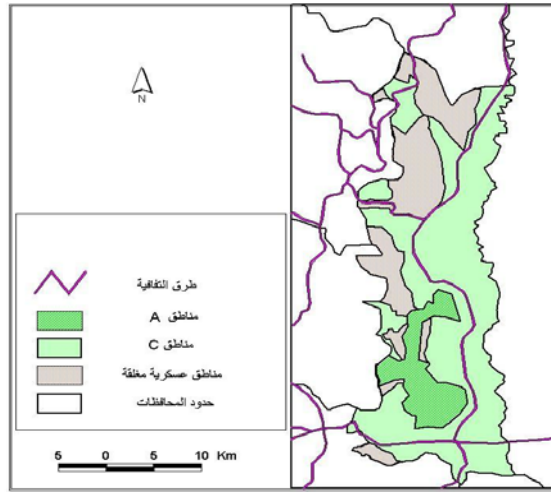 N
طرق التفافية
مناطق A
مناطق C
مناطق عسكرية مغلقة
حدود المحافظات
5 0 5 10 Km